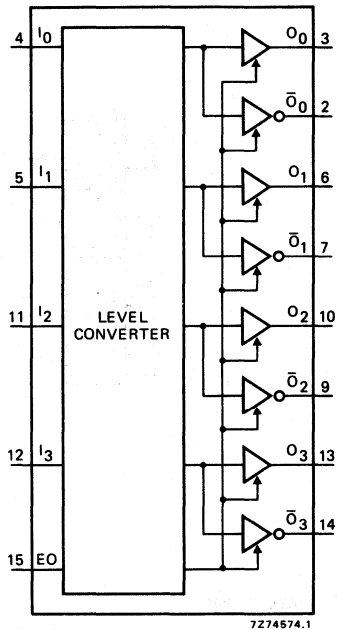 4 I0 O0 3
Ō0 2
5 I1 O1 6
Ō1 7
11 I2 O2 10
LEVEL
CONVERTER
Ō2 9
12 I3 O3 13
Ō3 14
15 EO
7Z74574.1